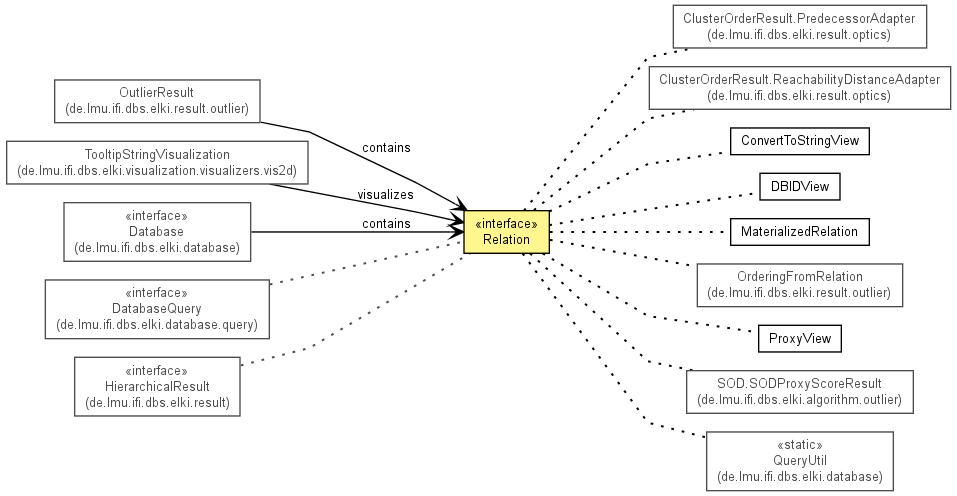 ClusterOrderResult.PredecessorAdapter
(de.lmu.ifi.dbs.elki.result.optics)
ClusterOrderResult.ReachabilityDistanceAdapter
(de.lmu.ifi.dbs.elki.result.optics)
OutlierResult
(de.lmu.ifi.dbs.elki.result.outlier)
contains
ConvertToStringView
TooltipStringVisualization
(de.lmu.ifi.dbs.elki.visualization.visualizers.vis2d)
visualizes
DBIDView
«interface»
Database
(de.lmu.ifi.dbs.elki.database)
contains
«interface»
Relation
MaterializedRelation
OrderingFromRelation
(de.lmu.ifi.dbs.elki.result.outlier)
«interface»
DatabaseQuery
(de.lmu.ifi.dbs.elki.database.query)
ProxyView
«interface»
HierarchicalResult
(de.lmu.ifi.dbs.elki.result)
SOD.SODProxyScoreResult
(de.lmu.ifi.dbs.elki.algorithm.outlier)
«static»
QueryUtil
(de.lmu.ifi.dbs.elki.database)